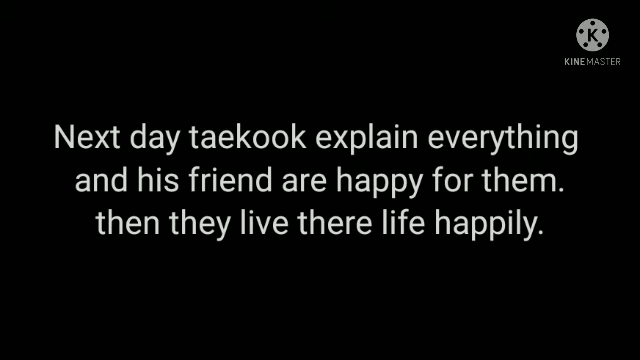 KINEMASTER
Next day taekook explain everything
and his friend are happy for them.
then they live there life happily.